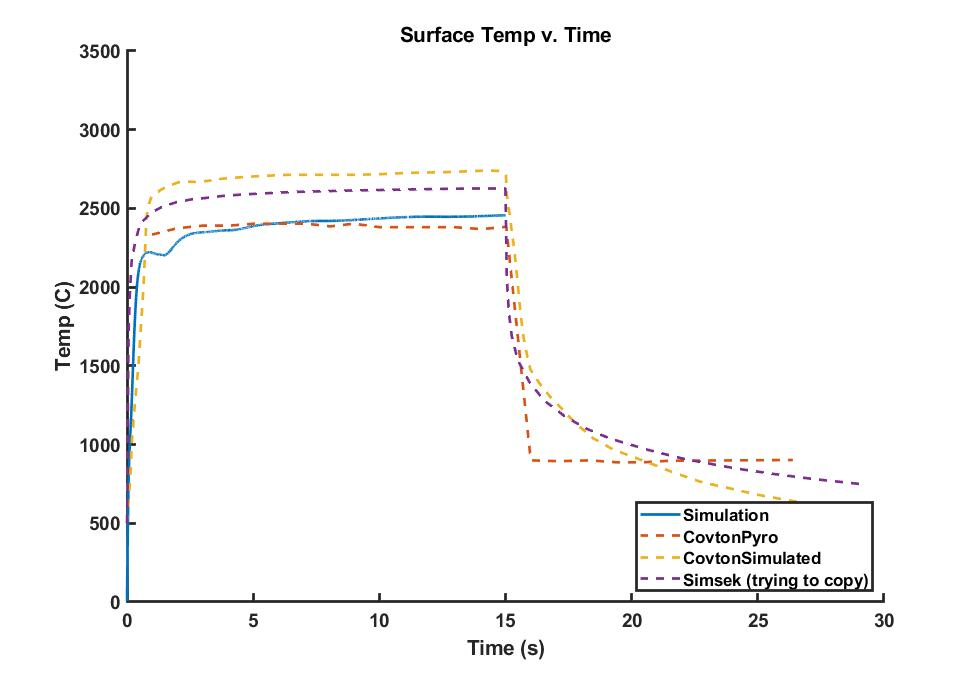 Surface Temp v. Time
3500
3000
2500
2000
1500
1000
500
0
Temp (C)
0 5 10 15 20 25 30
Time (s)
Simulation
CovtonPyro
CovtonSimulated
Simsek (trying to copy)